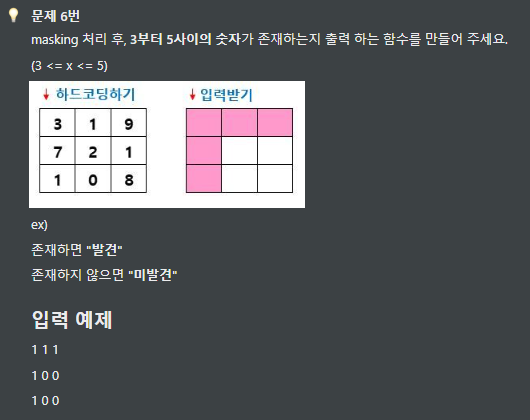 문제 6번
masking 처리 후, 3부터 5사이의 숫자가 존재하는지 출력 하는 함수를 만들어 주세요.
(3 <= x <= 5)
↓ 하드코딩하기 ↓ 입력받기
3 1 9
7 2 1
1 0 8
ex)
존재하면 "발견"
존재하지 않으면 "미발견"
입력 예제
1 1 1
1 0 0
1 0 0